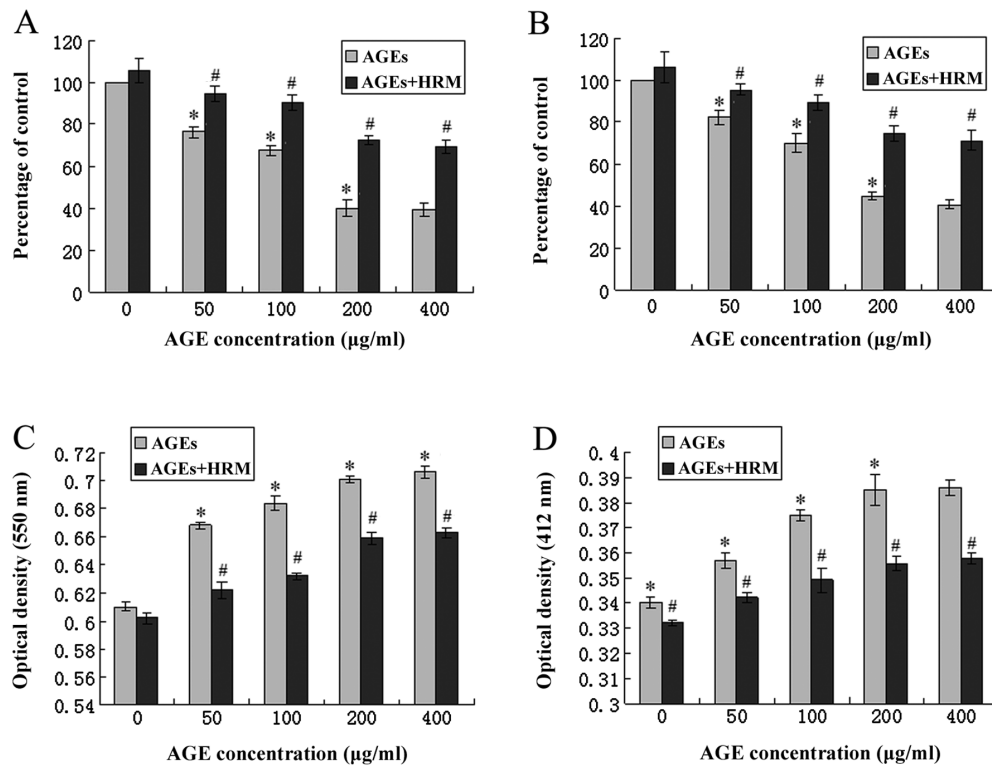 A
Percentage of control
120
100
80
60
40
20
0
AGEs
AGEs+HRM
* # * # * # #
0 50 100 200 400
AGE concentration (μg/ml)
B
Percentage of control
120
100
80
60
40
20
0
AGEs
AGEs+HRM
* # * # * # #
0 50 100 200 400
AGE concentration (μg/ml)
C
Optical density (550 nm)
0.72
0.7
0.68
0.66
0.64
0.62
0.6
0.58
0.56
0.54
AGEs
AGEs+HRM
* # * # * # * #
0 50 100 200 400
AGE concentration (μg/ml)
D
Optical density (412 nm)
0.4
0.39
0.38
0.37
0.36
0.35
0.34
0.33
0.32
0.31
0.3
AGEs
AGEs+HRM
* # * # * # * # #
0 50 100 200 400
AGE concentration (μg/ml)